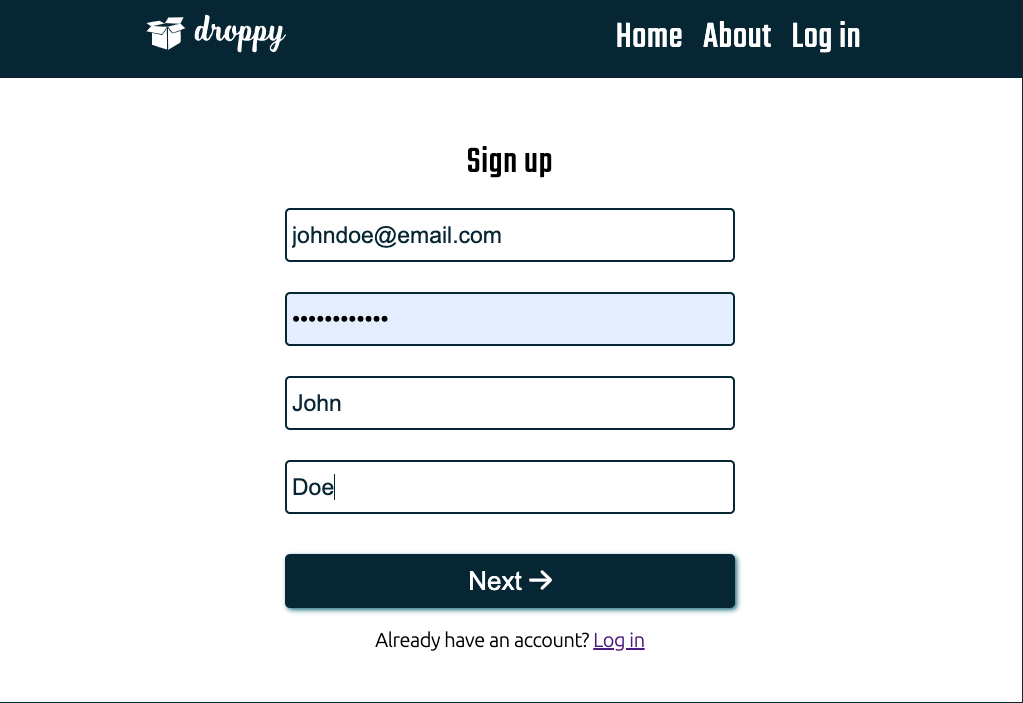 droppy Home About Log in
Sign up
johndoe@email.com
••••••••••••
John
Doe
Next →
Already have an account? Log in